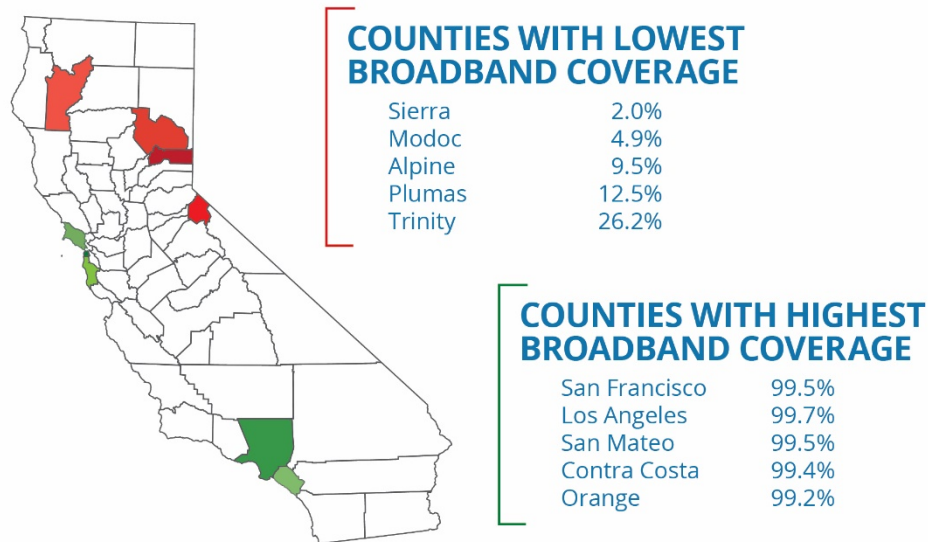 COUNTIES WITH LOWEST
BROADBAND COVERAGE
Sierra 2.0%
Modoc 4.9%
Alpine 9.5%
Plumas 12.5%
Trinity 26.2%
COUNTIES WITH HIGHEST
BROADBAND COVERAGE
San Francisco 99.5%
Los Angeles 99.7%
San Mateo 99.5%
Contra Costa 99.4%
Orange 99.2%